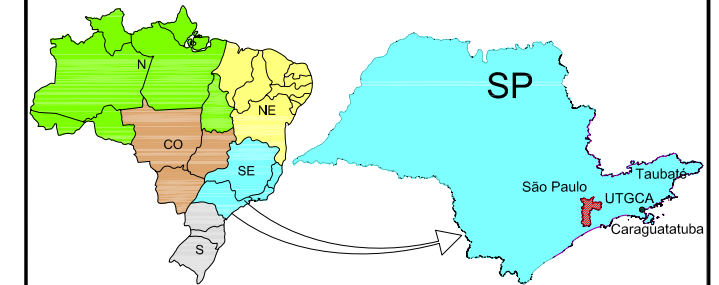 N
NE
CO
SE
S
SP
Taubaté
São Paulo
UTGCA
Caraguatatuba